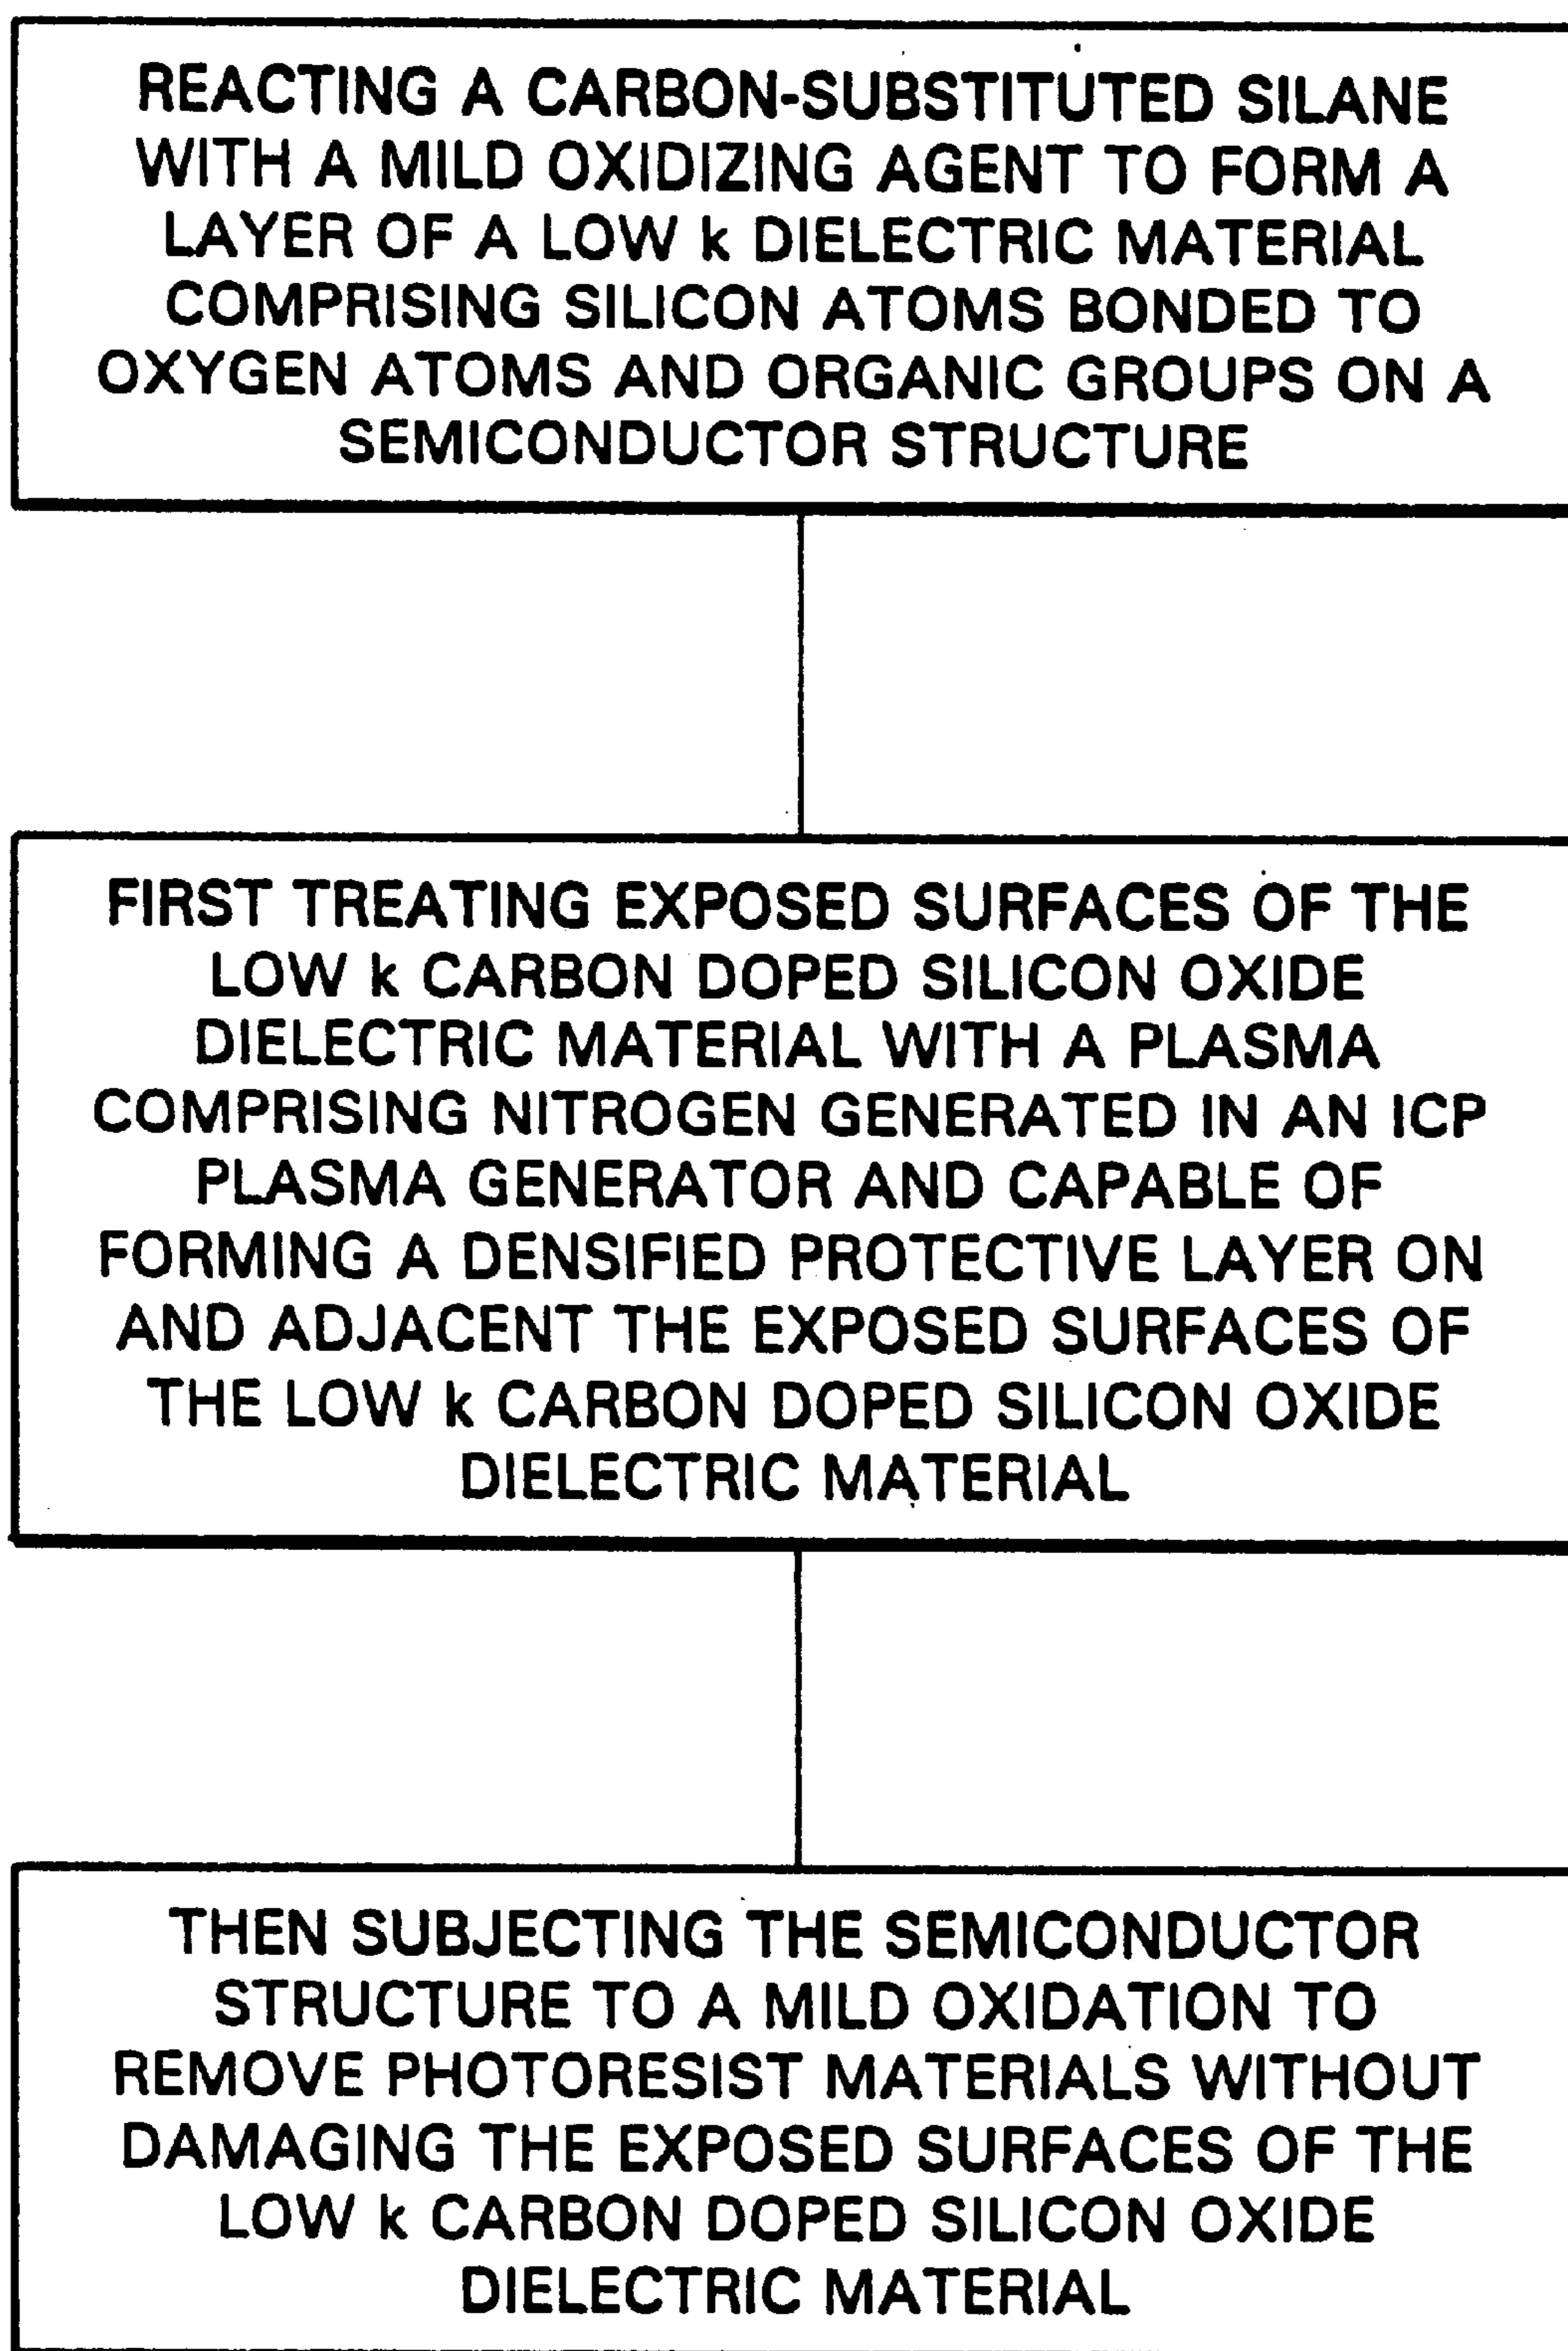 REACTING A CARBON-SUBSTITUTED SILANE
WITH A MILD OXIDIZING AGENT TO FORM A
LAYER OF A LOW k DIELECTRIC MATERIAL
COMPRISING SILICON ATOMS BONDED TO
OXYGEN ATOMS AND ORGANIC GROUPS ON A
SEMICONDUCTOR STRUCTURE
FIRST TREATING EXPOSED SURFACES OF THE
LOW k CARBON DOPED SILICON OXIDE
DIELECTRIC MATERIAL WITH A PLASMA
COMPRISING NITROGEN GENERATED IN AN ICP
PLASMA GENERATOR AND CAPABLE OF
FORMING A DENSIFIED PROTECTIVE LAYER ON
AND ADJACENT THE EXPOSED SURFACES OF
THE LOW k CARBON DOPED SILICON OXIDE
DIELECTRIC MATERIAL
THEN SUBJECTING THE SEMICONDUCTOR
STRUCTURE TO A MILD OXIDATION TO
REMOVE PHOTORESIST MATERIALS WITHOUT
DAMAGING THE EXPOSED SURFACES OF THE
LOW k CARBON DOPED SILICON OXIDE
DIELECTRIC MATERIAL